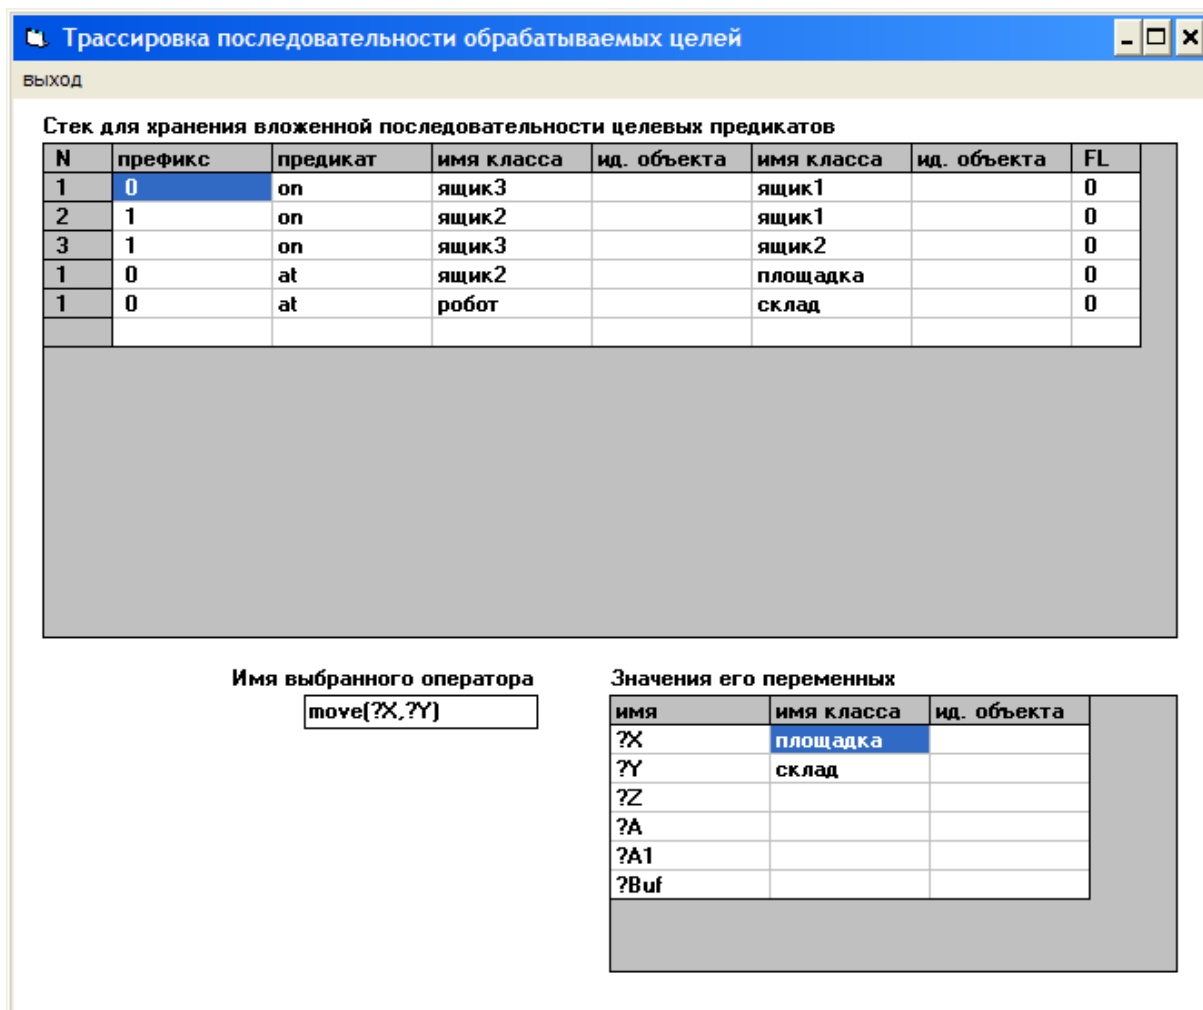 Трассировка последовательности обрабатываемых целей
выход
Стек для хранения вложенной последовательности целевых предикатов
N префикс предикат имя класса ид. объекта имя класса ид. объекта FL
1 0 on ящик3 ящик1 0
2 1 on ящик2 ящик1 0
3 1 on ящик3 ящик2 0
1 0 at ящик2 площадка 0
1 0 at робот склад 0
Имя выбранного оператора
move(?X,?Y)
Значения его переменных
имя имя класса ид. объекта
?X площадка
?Y склад
?Z
?A
?A1
?Buf